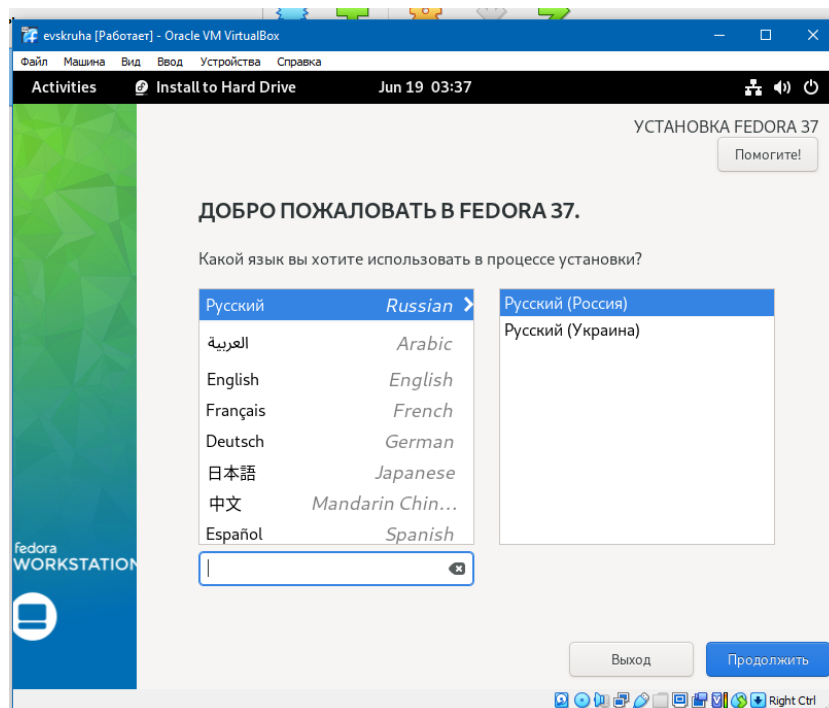 evskruha [Работает] - Oracle VM VirtualBox
Файл Машина Вид Ввод Устройства Справка
Activities Install to Hard Drive Jun 19 03:37
УСТАНОВКА FEDORA 37
Помогите!
ДОБРО ПОЖАЛОВАТЬ В FEDORA 37.
Какой язык вы хотите использовать в процессе установки?
Русский Russian Русский (Россия)
العربية Arabic Русский (Украина)
English English
Français French
Deutsch German
日本語 Japanese
中文 Mandarin Chin...
Español Spanish
fedora
WORKSTATION
Выход Продолжить
Right Ctrl